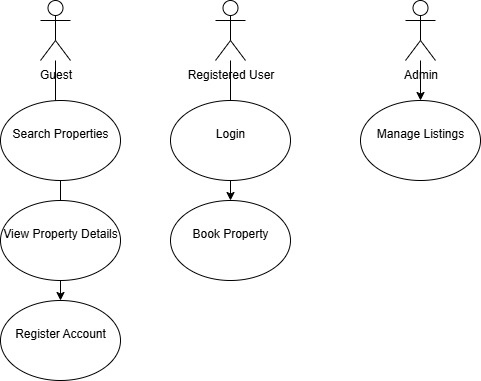 Guest
Registered User
Admin
Search Properties
Login
Manage Listings
View Property Details
Book Property
Register Account